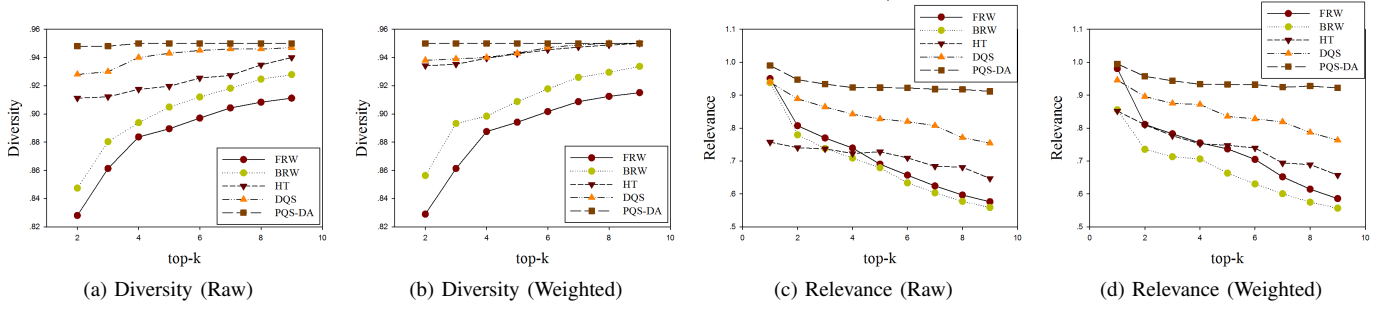 .96
.94
.92
.90
.88
.86
.84
.82
2
4
6
8
10
Diversity
top-k
FRW
BRW
HT
DQS
PQS-DA
(a) Diversity (Raw)
.96
.94
.92
.90
.88
.86
.84
.82
0
2
4
6
8
10
Diversity
top-k
FRW
BRW
HT
DQS
PQS-DA
(b) Diversity (Weighted)
1.1
1.0
.9
.8
.7
.6
.5
0
2
4
6
8
10
Relevance
top-k
FRW
BRW
HT
DQS
PQS-DA
(c) Relevance (Raw)
1.1
1.0
.9
.8
.7
.6
.5
0
2
4
6
8
10
Relevance
top-k
FRW
BRW
HT
DQS
PQS-DA
(d) Relevance (Weighted)